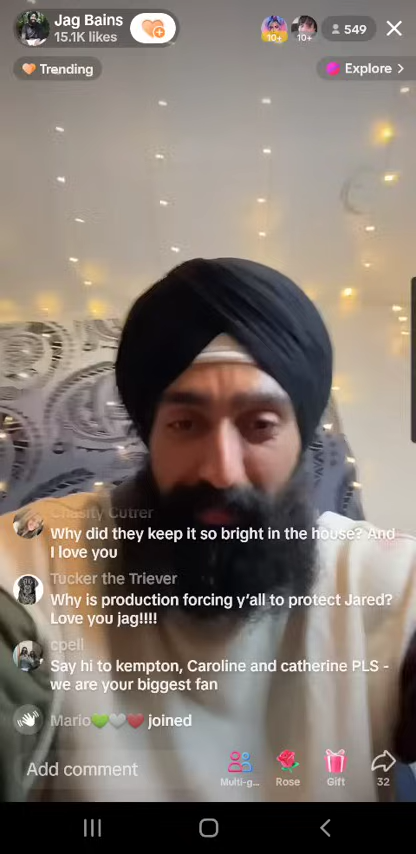 Jag Bains
15.1K likes
10+
10+
549
Trending
Explore >
Chasity Cutrer
Why did they keep it so bright in the house? And
I love you
Tucker the Triever
Why is production forcing y'all to protect Jared?
Love you jag!!!!
cpell
Say hi to kempton, Caroline and catherine PLS -
we are your biggest fan
Mario💚🤍❤️ joined
Add comment
Multi-g...
Rose
Gift
32